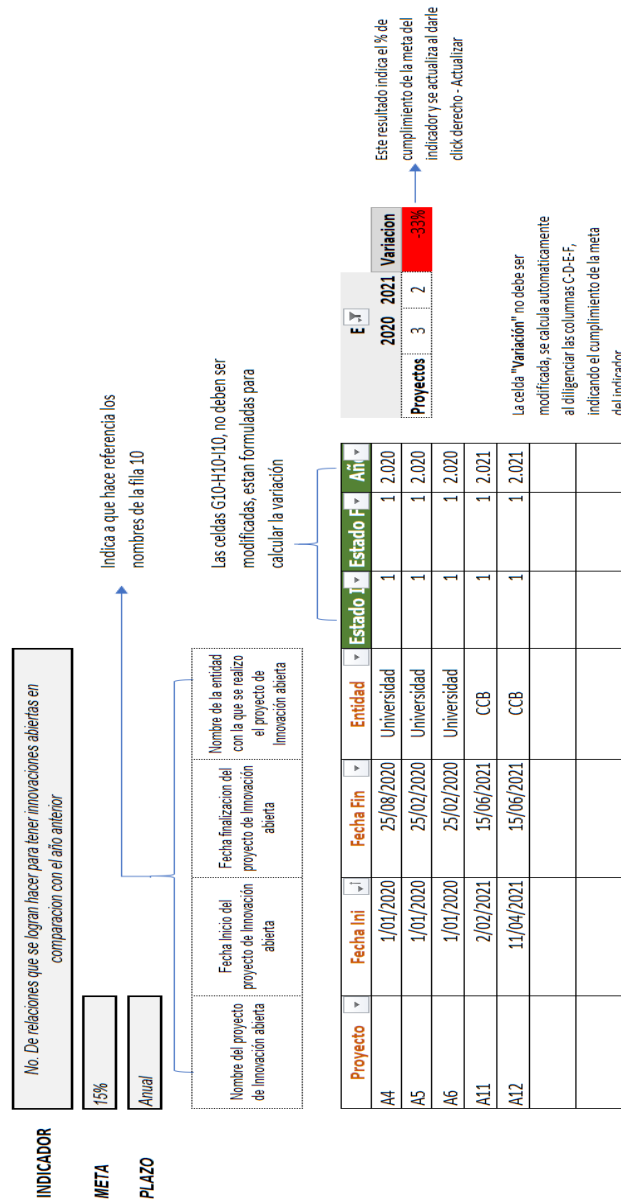 INDICADOR
No. De relaciones que se logran hacer para tener innovaciones abiertas en
comparacion con el año anterior
META
15%
PLAZO
Anual
Indica a que hace referencia los
nombres de la fila 10
Nombre del proyecto
de Innovación abierta
Fecha Inicio del
proyecto de Innovación
abierta
Fecha finalizacion del
proyecto de Innovación
abierta
Nombre de la entidad
con la que se realizo
el proyecto de
Innovación abierta
Las celdas G10-H10-I10, no deben ser
modificadas, estan formuladas para
calcular la variación
Proyecto Fecha Ini Fecha Fin Entidad Estado I Estado F Añ
A4 1/01/2020 25/08/2020 Universidad 1 1 2.020
A5 1/01/2020 25/02/2020 Universidad 1 1 2.020
A6 1/01/2020 25/02/2020 Universidad 1 1 2.020
A11 2/02/2021 15/06/2021 CCB 1 1 2.021
A12 11/04/2021 15/06/2021 CCB 1 1 2.021
E
2020 2021 Variacion
Proyectos 3 2 -33%
Este resultado indica el % de
cumplimiento de la meta del
indicador y se actualiza al darle
click derecho - Actualizar
La celda "Variación" no debe ser
modificada, se calcula automaticamente
al diligenciar las columnas C-D-E-F,
indicando el cumplimiento de la meta
del indicador